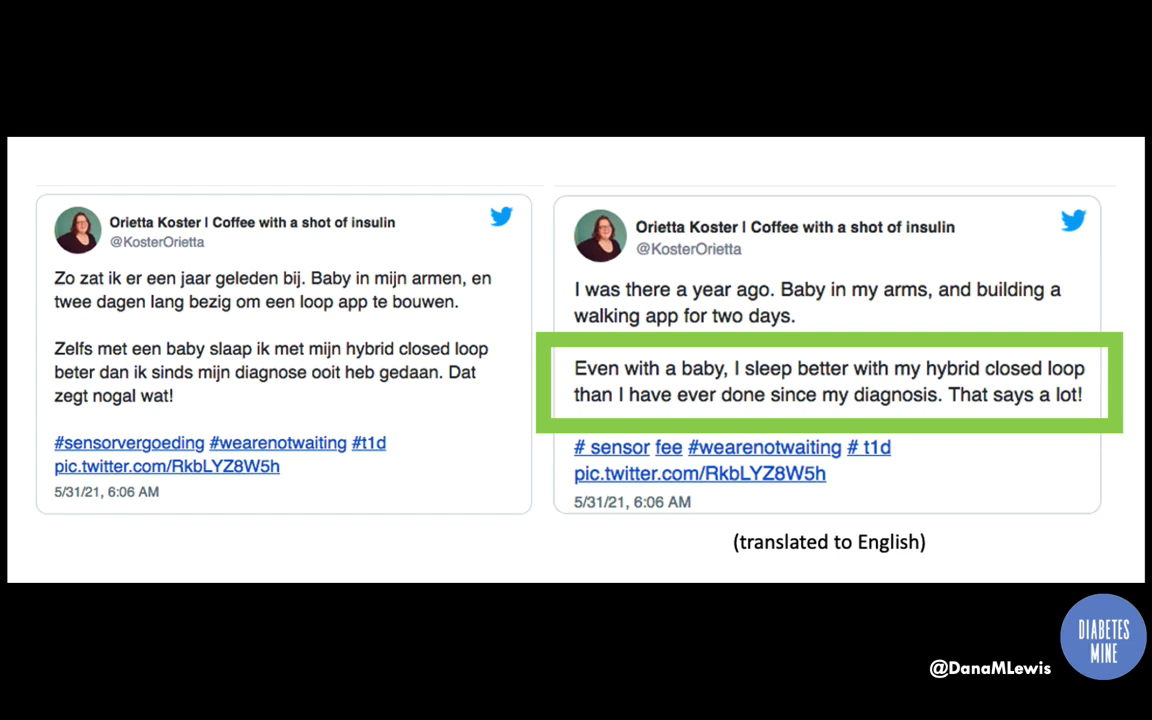 Orietta Koster | Coffee with a shot of insulin
@KosterOrietta
Zo zat ik er een jaar geleden bij. Baby in mijn armen, en
twee dagen lang bezig om een loop app te bouwen.
Zelfs met een baby slaap ik met mijn hybrid closed loop
beter dan ik sinds mijn diagnose ooit heb gedaan. Dat
zegt nogal wat!
#sensorvergoeding #wearenotwaiting #t1d
pic.twitter.com/RkbLYZ8W5h
5/31/21, 6:06 AM
Orietta Koster | Coffee with a shot of insulin
@KosterOrietta
I was there a year ago. Baby in my arms, and building a
walking app for two days.
Even with a baby, I sleep better with my hybrid closed loop
than I have ever done since my diagnosis. That says a lot!
# sensor fee #wearenotwaiting # t1d
pic.twitter.com/RkbLYZ8W5h
5/31/21, 6:06 AM
(translated to English)
DIABETES
MINE
@DanaMLewis